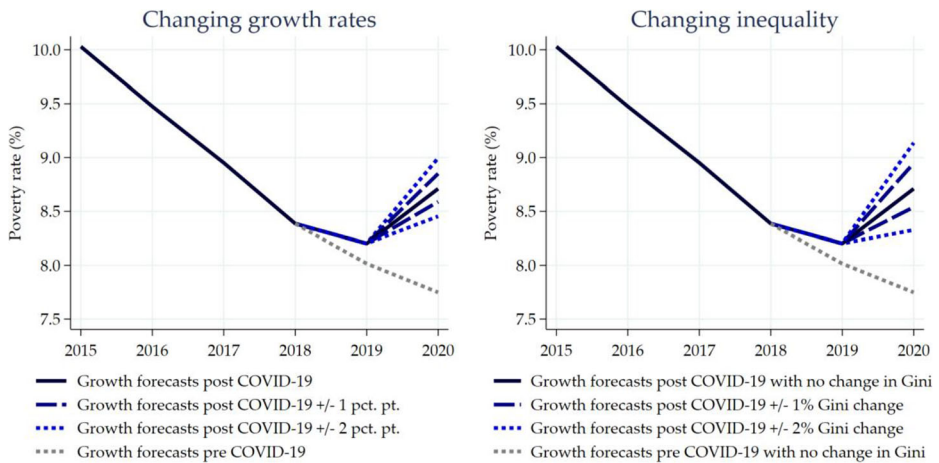 Changing growth rates
Poverty rate (%)
10.0
9.5
9.0
8.5
8.0
7.5
2015 2016 2017 2018 2019 2020
Growth forecasts post COVID-19
Growth forecasts post COVID-19 +/- 1 pct. pt.
Growth forecasts post COVID-19 +/- 2 pct. pt.
Growth forecasts pre COVID-19
Changing inequality
Poverty rate (%)
10.0
9.5
9.0
8.5
8.0
7.5
2015 2016 2017 2018 2019 2020
Growth forecasts post COVID-19 with no change in Gini
Growth forecasts post COVID-19 +/- 1% Gini change
Growth forecasts post COVID-19 +/- 2% Gini change
Growth forecasts pre COVID-19 with no change in Gini